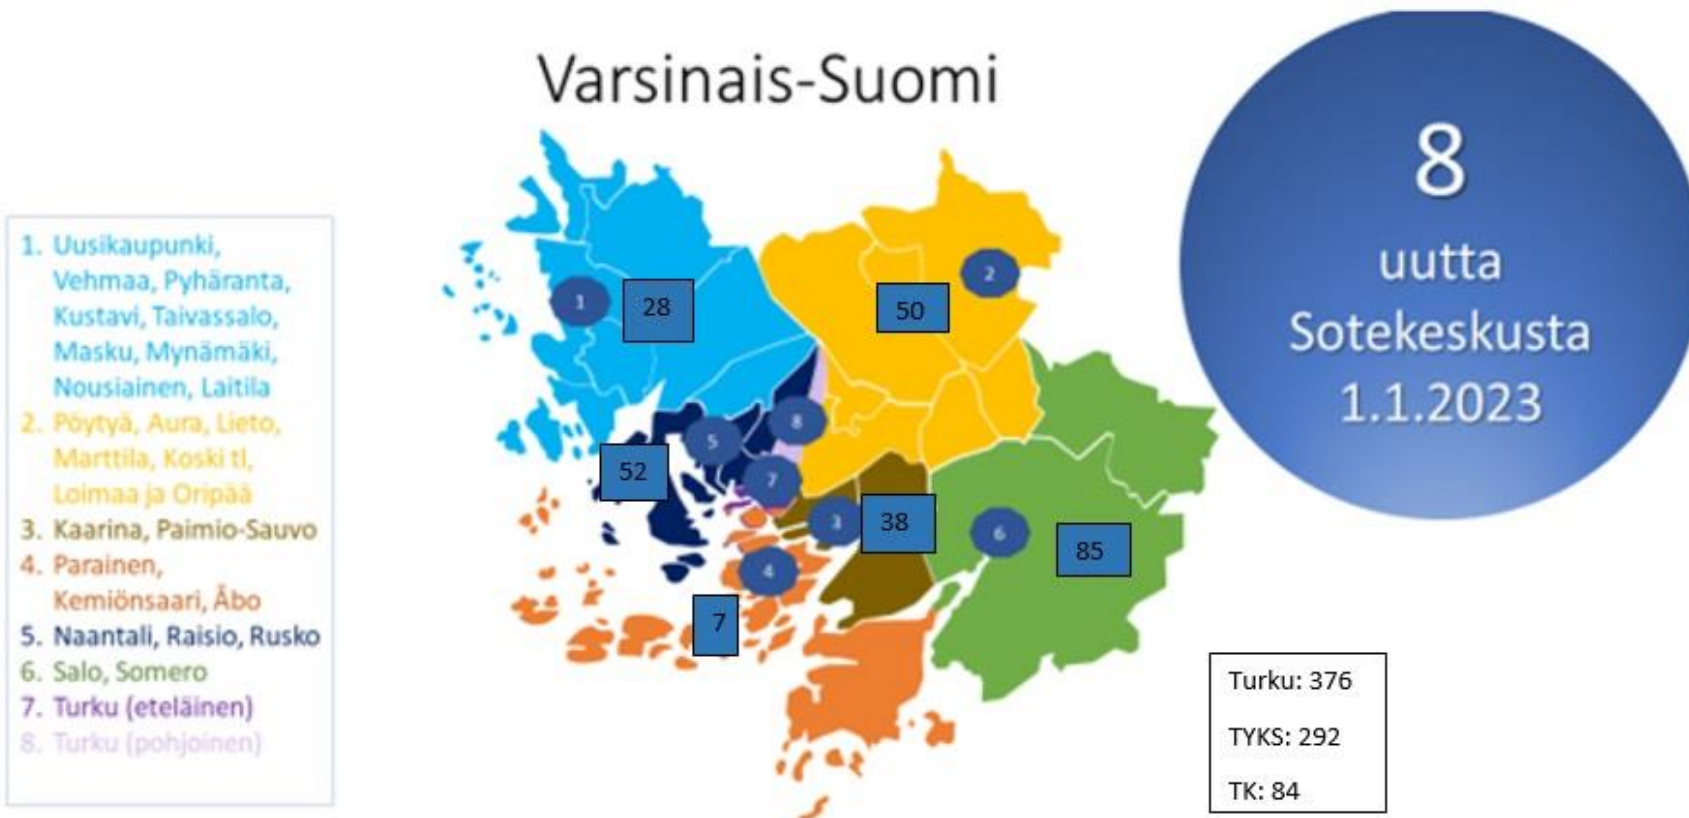 Varsinais-Suomi
8
uutta
Sotekeskusta
1.1.2023
1. Uusikaupunki,
Vehmaa, Pyhäranta,
Kustavi, Taivassalo,
Masku, Mynämäki,
Nousiainen, Laitila
2. Pöytyä, Aura, Lieto,
Marttila, Koski tl,
Loimaa ja Oripää
3. Kaarina, Paimio-Sauvo
4. Parainen,
Kemiönsaari, Åbo
5. Naantali, Raisio, Rusko
6. Salo, Somero
7. Turku (eteläinen)
8. Turku (pohjoinen)
1
28
2
50
8
5
52
7
3
38
6
85
4
7
Turku: 376
TYKS: 292
TK: 84